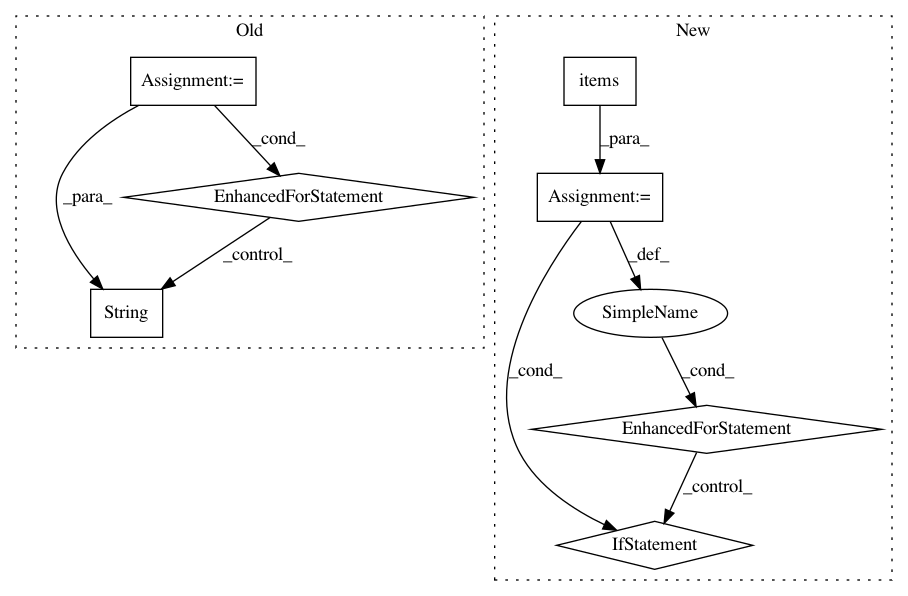 Old
New
Assignment:=
items
_cond_
_para_
EnhancedForStatement
Assignment:=
_para_
_control_
_def_
String
SimpleName
_cond_
_cond_
EnhancedForStatement
_control_
IfStatement